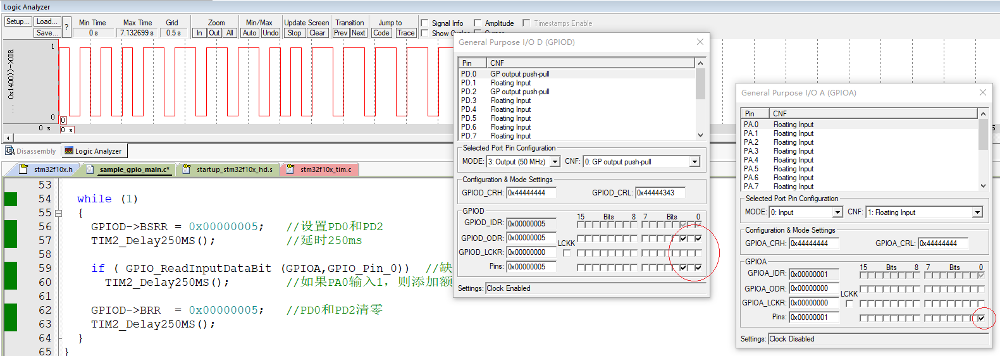 Logic Analyzer
Setup... Load... Save... ?
Min Time Max Time Grid Zoom Min/Max Update Screen Transition Jump to
0 s 7.132699 s 0.5 s In Out All Auto Undo Stop Clear Prev Next Code Trace
Signal Info Amplitude Timestamps Enable
Show Cycles Cursor
... 0x1400))->ODR
1
0
0
0 s
0 s
Disassembly Logic Analyzer
stm32f10x.h sample_gpio_main.c* startup_stm32f10x_hd.s stm32f10x_tim.c
53
54 while (1)
55 {
56 GPIOD->BSRR = 0x00000005; //设置PD0和PD2
57 TIM2_Delay250MS(); //延时250ms
58
59 if ( GPIO_ReadInputDataBit (GPIOA,GPIO_Pin_0)) //缺
60 TIM2_Delay250MS(); //如果PA0输入1，则添加额
61
62 GPIOD->BRR = 0x00000005; //PD0和PD2清零
63 TIM2_Delay250MS();
64 }
65 }
General Purpose I/O D (GPIOD)
Pin CNF
PD.0 GP output push-pull
PD.1 Floating Input
PD.2 GP output push-pull
PD.3 Floating Input
PD.4 Floating Input
PD.5 Floating Input
PD.6 Floating Input
PD.7 Floating Input
Selected Port Pin Configuration
MODE: 3: Output (50 MHz) CNF: 0: GP output push-pull
Configuration & Mode Settings
GPIOD_CRH: 0x44444444 GPIOD_CRL: 0x44444343
GPIOD
15 Bits 8 7 Bits 0
GPIOD_IDR: 0x00000005
GPIOD_ODR: 0x00000005
LCKK
GPIOD_LCKR: 0x00000000
Pins: 0x00000005
Settings: Clock Enabled
General Purpose I/O A (GPIOA)
Pin CNF
PA.0 Floating Input
PA.1 Floating Input
PA.2 Floating Input
PA.3 Floating Input
PA.4 Floating Input
PA.5 Floating Input
PA.6 Floating Input
PA.7 Floating Input
Selected Port Pin Configuration
MODE: 0: Input CNF: 1: Floating Input
Configuration & Mode Settings
GPIOA_CRH: 0x44444444 GPIOA_CRL: 0x44444444
GPIOA
15 Bits 8 7 Bits 0
GPIOA_IDR: 0x00000001
GPIOA_ODR: 0x00000000
LCKK
GPIOA_LCKR: 0x00000000
Pins: 0x00000001
Settings: Clock Disabled